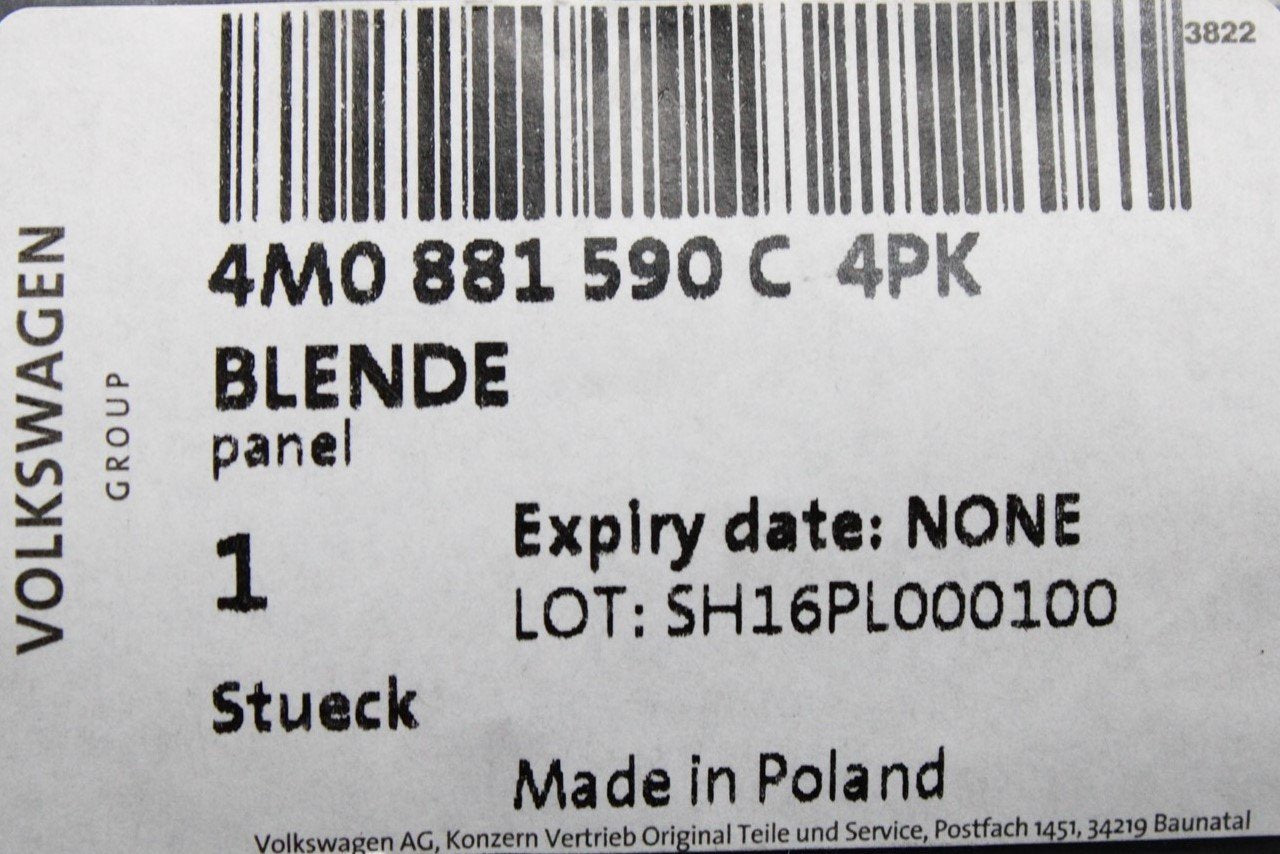 3822
4M0 881 590 C 4PK
BLENDE
panel
1
Expiry date: NONE
LOT: SH16PL000100
Stueck
Made in Poland
Volkswagen AG, Konzern Vertrieb Original Teile und Service, Postfach 1451, 34219 Baunatal
VOLKSWAGEN
GROUP